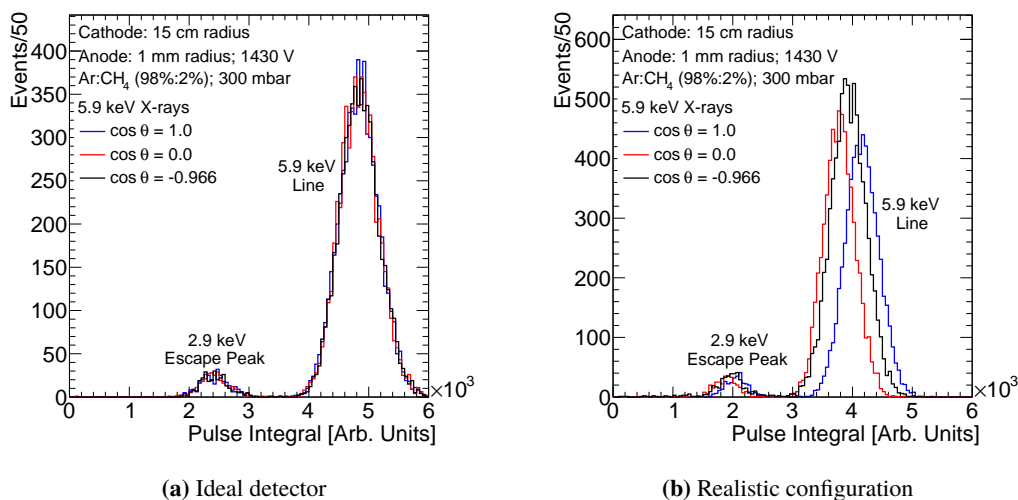 Events/50
400
350
300
250
200
150
100
50
0
Cathode: 15 cm radius
Anode: 1 mm radius; 1430 V
Ar:CH₄ (98%:2%); 300 mbar
5.9 keV X-rays
cos θ = 1.0
cos θ = 0.0
cos θ = -0.966
5.9 keV
Line
2.9 keV
Escape Peak
0 1 2 3 4 5 6
×10³
Pulse Integral [Arb. Units]
(a) Ideal detector
Events/50
600
500
400
300
200
100
0
Cathode: 15 cm radius
Anode: 1 mm radius; 1430 V
Ar:CH₄ (98%:2%); 300 mbar
5.9 keV X-rays
cos θ = 1.0
cos θ = 0.0
cos θ = -0.966
5.9 keV
Line
2.9 keV
Escape Peak
0 1 2 3 4 5 6
×10³
Pulse Integral [Arb. Units]
(b) Realistic configuration